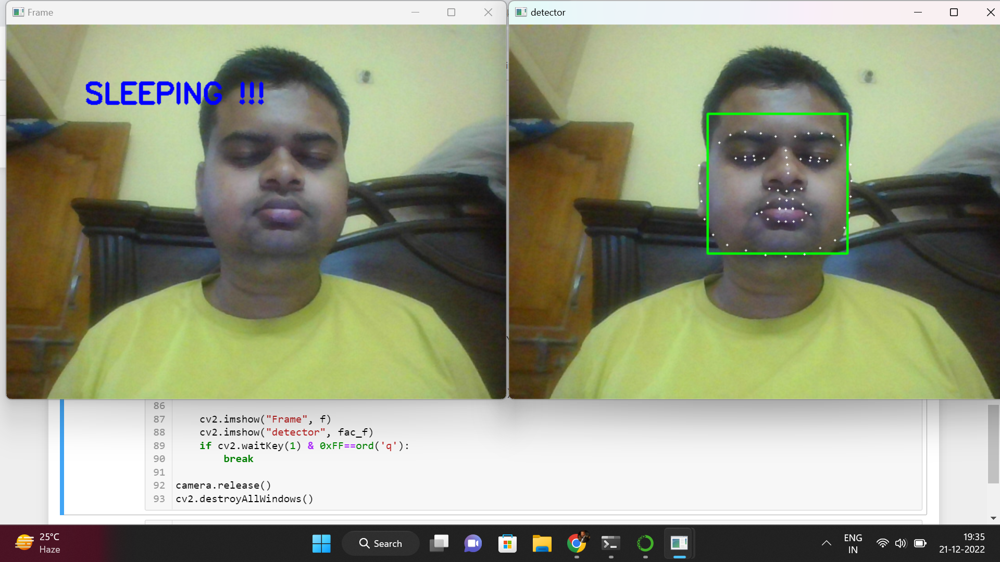 Frame
detector
SLEEPING !!!
86
87 cv2.imshow("Frame", f)
88 cv2.imshow("detector", fac_f)
89 if cv2.waitKey(1) & 0xFF==ord('q'):
90 break
91
92 camera.release()
93 cv2.destroyAllWindows()
25°C
Haze
Search
ENG
IN
19:35
21-12-2022